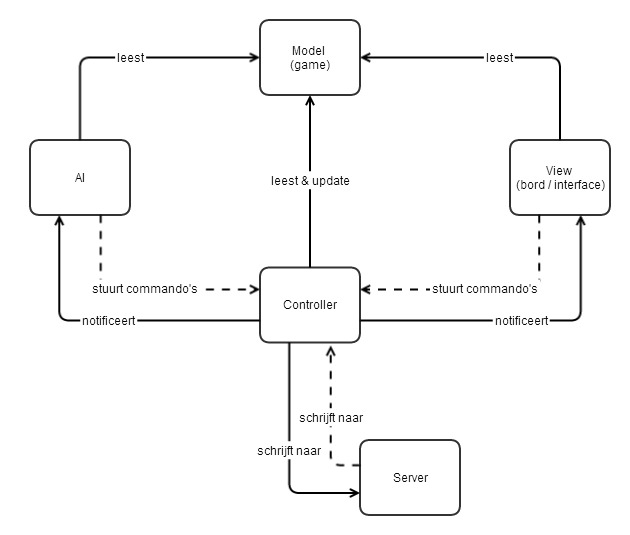 Model
(game)
leest
leest
AI
View
(bord / interface)
leest & update
stuurt commando's
stuurt commando's
Controller
notificeert
notificeert
schrijft naar
schrijft naar
Server